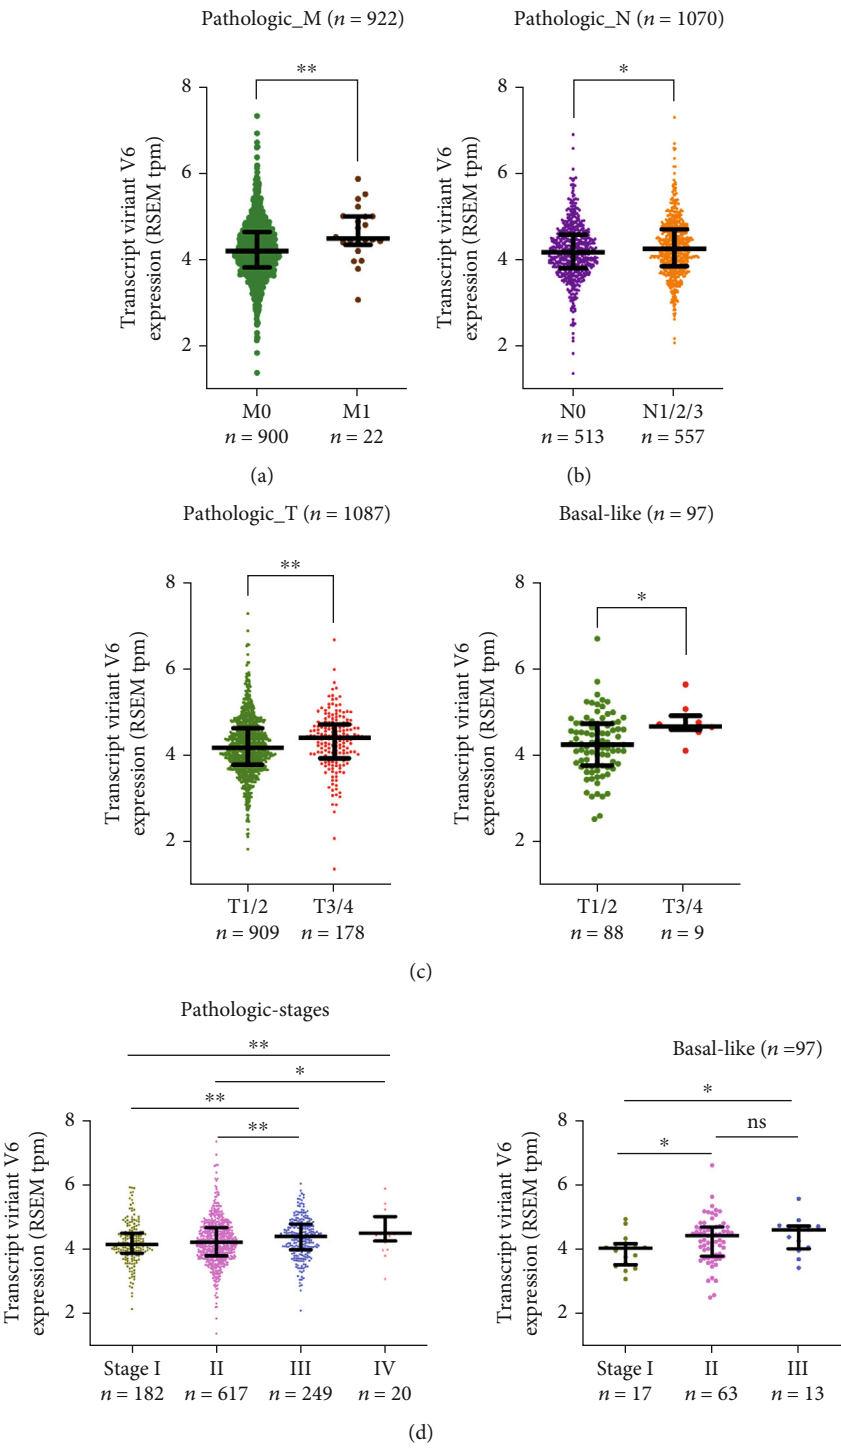 Pathologic_M (n = 922)
Transcript viriant V6
expression (RSEM tpm)
8
6
4
2
**
M0
M1
n = 900
n = 22
(a)
Pathologic_N (n = 1070)
Transcript viriant V6
expression (RSEM tpm)
8
6
4
2
*
N0
N1/2/3
n = 513
n = 557
(b)
Pathologic_T (n = 1087)
Transcript viriant V6
expression (RSEM tpm)
8
6
4
2
**
T1/2
T3/4
n = 909
n = 178
Basal-like (n = 97)
Transcript viriant V6
expression (RSEM tpm)
8
6
4
2
*
T1/2
T3/4
n = 88
n = 9
(c)
Pathologic-stages
Transcript viriant V6
expression (RSEM tpm)
8
6
4
2
**
*
**
**
Stage I
II
III
IV
n = 182
n = 617
n = 249
n = 20
Basal-like (n =97)
Transcript viriant V6
expression (RSEM tpm)
8
6
4
2
*
ns
*
Stage I
II
III
n = 17
n = 63
n = 13
(d)